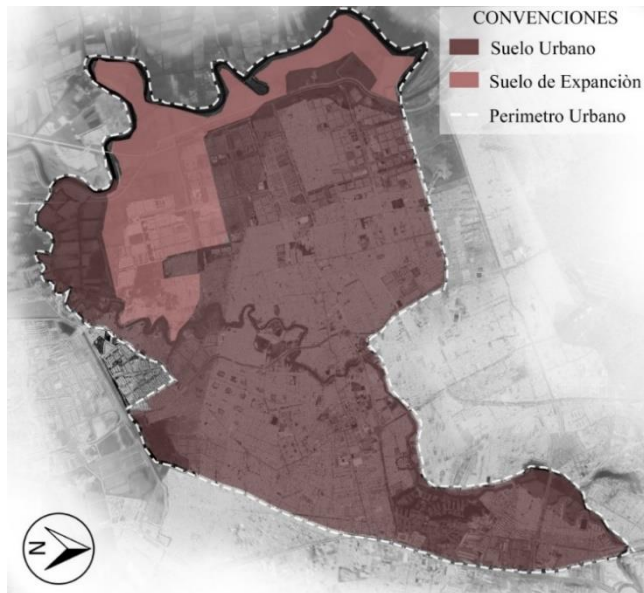 CONVENCIONES
Suelo Urbano
Suelo de Expanciòn
Perimetro Urbano
N